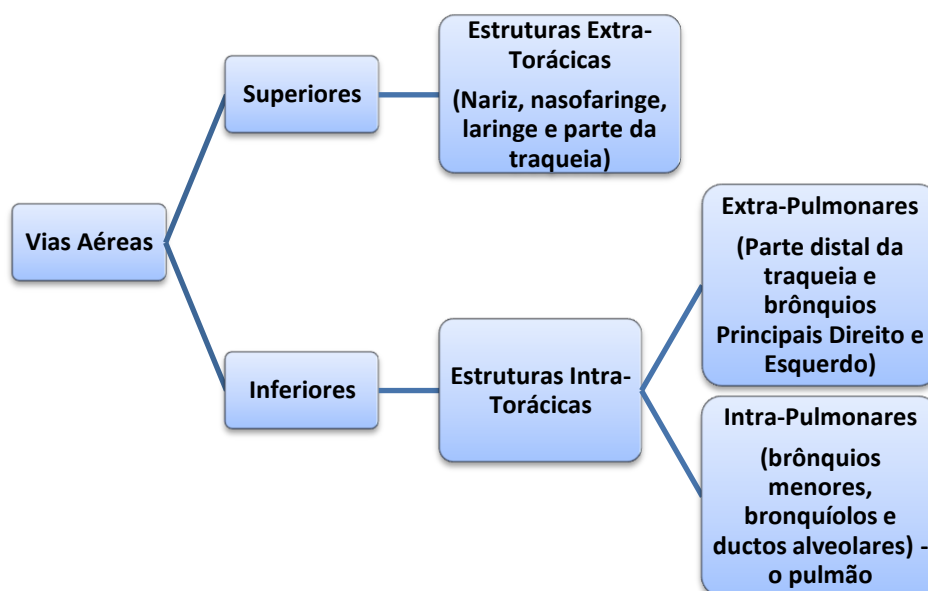 Vias Aéreas
Superiores
Estruturas Extra-
Torácicas
(Nariz, nasofaringe,
laringe e parte da
traqueia)
Inferiores
Estruturas Intra-
Torácicas
Extra-Pulmonares
(Parte distal da
traqueia e
brônquios
Principais Direito e
Esquerdo)
Intra-Pulmonares
(brônquios
menores,
bronquíolos e
ductos alveolares) -
o pulmão